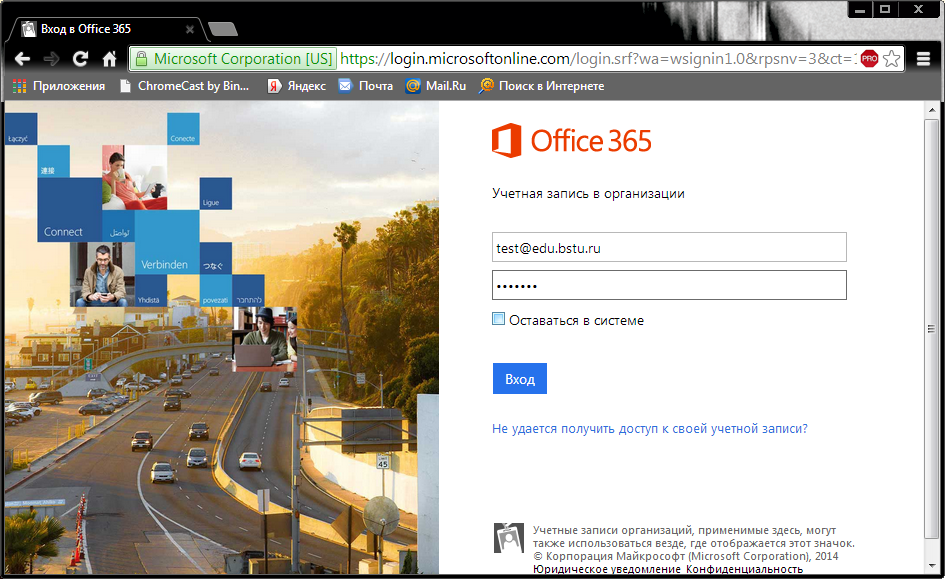 Вход в Office 365
Microsoft Corporation [US] https://login.microsoftonline.com/login.srf?wa=wsignin1.0&rpsnv=3&ct=
PRO
Приложения ChromeCast by Bin... Яндекс Почта Mail.Ru Поиск в Интернете
Łączyć
Conecte
連接
Ligue
Connect
تواصل
Verbinden
つなぐ
Yhdistä
povezati
להתחבר
LIMIT
45
Office 365
Учетная запись в организации
test@edu.bstu.ru
•••••••
Оставаться в системе
Вход
Не удается получить доступ к своей учетной записи?
Учетные записи организаций, применимые здесь, могут
также использоваться везде, где отображается этот значок.
© Корпорация Майкрософт (Microsoft Corporation), 2014
Юридическое уведомление Конфиденциальность